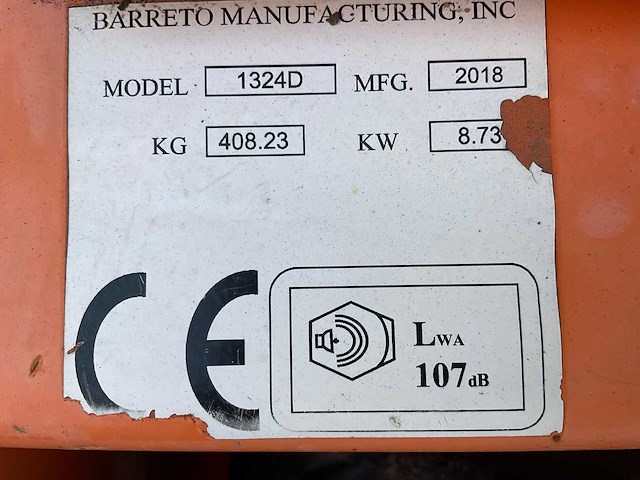 BARRETO MANUFACTURING, INC
MODEL 1324D MFG. 2018
KG 408.23 KW 8.73
CE
LWA
107dB